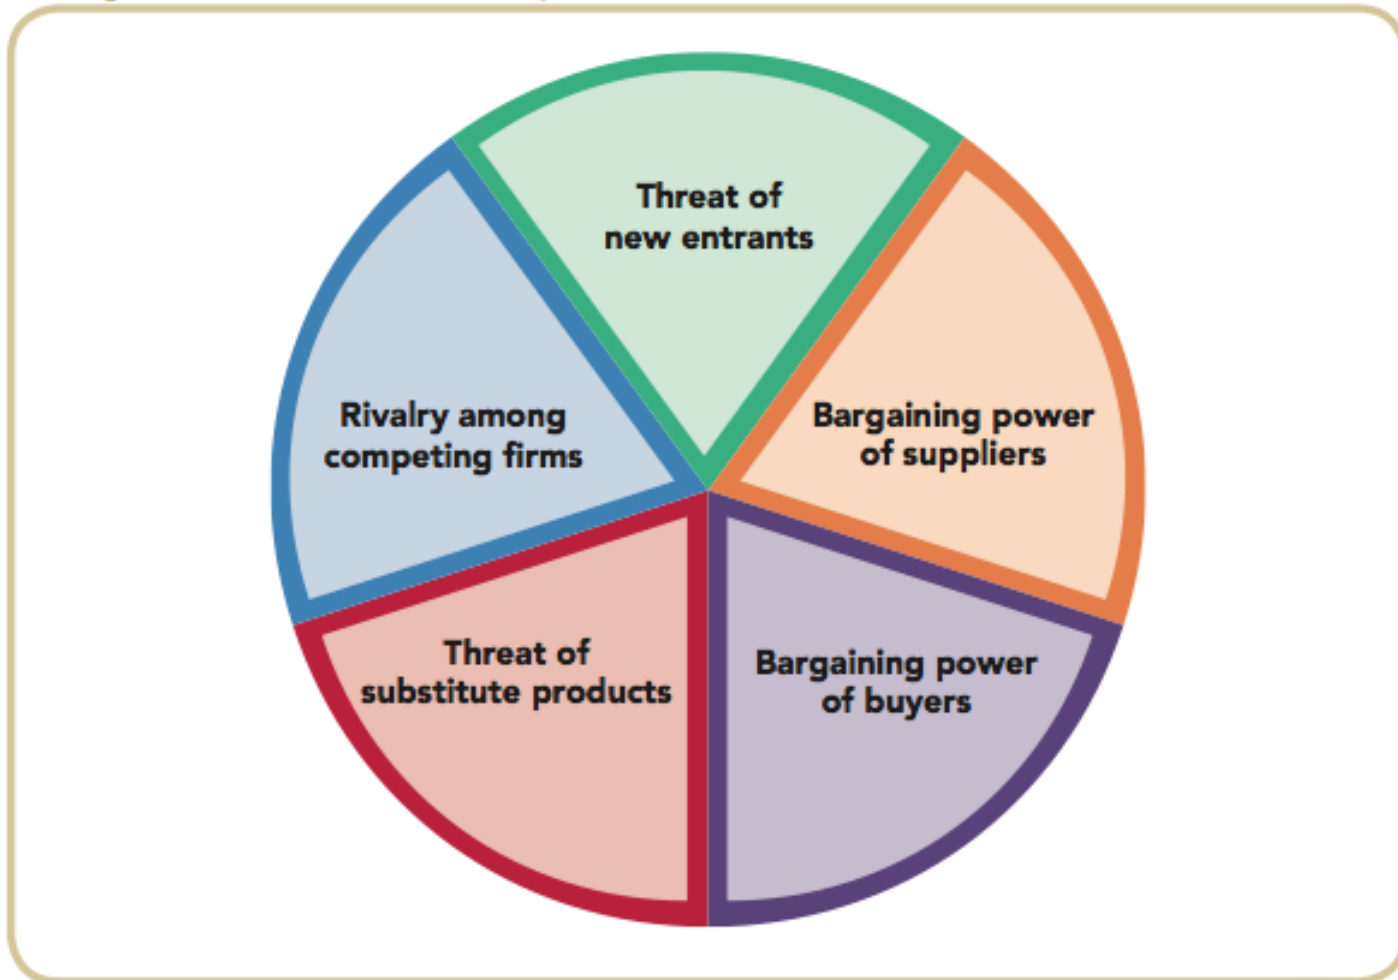 Threat of
new entrants
Bargaining power
of suppliers
Bargaining power
of buyers
Threat of
substitute products
Rivalry among
competing firms